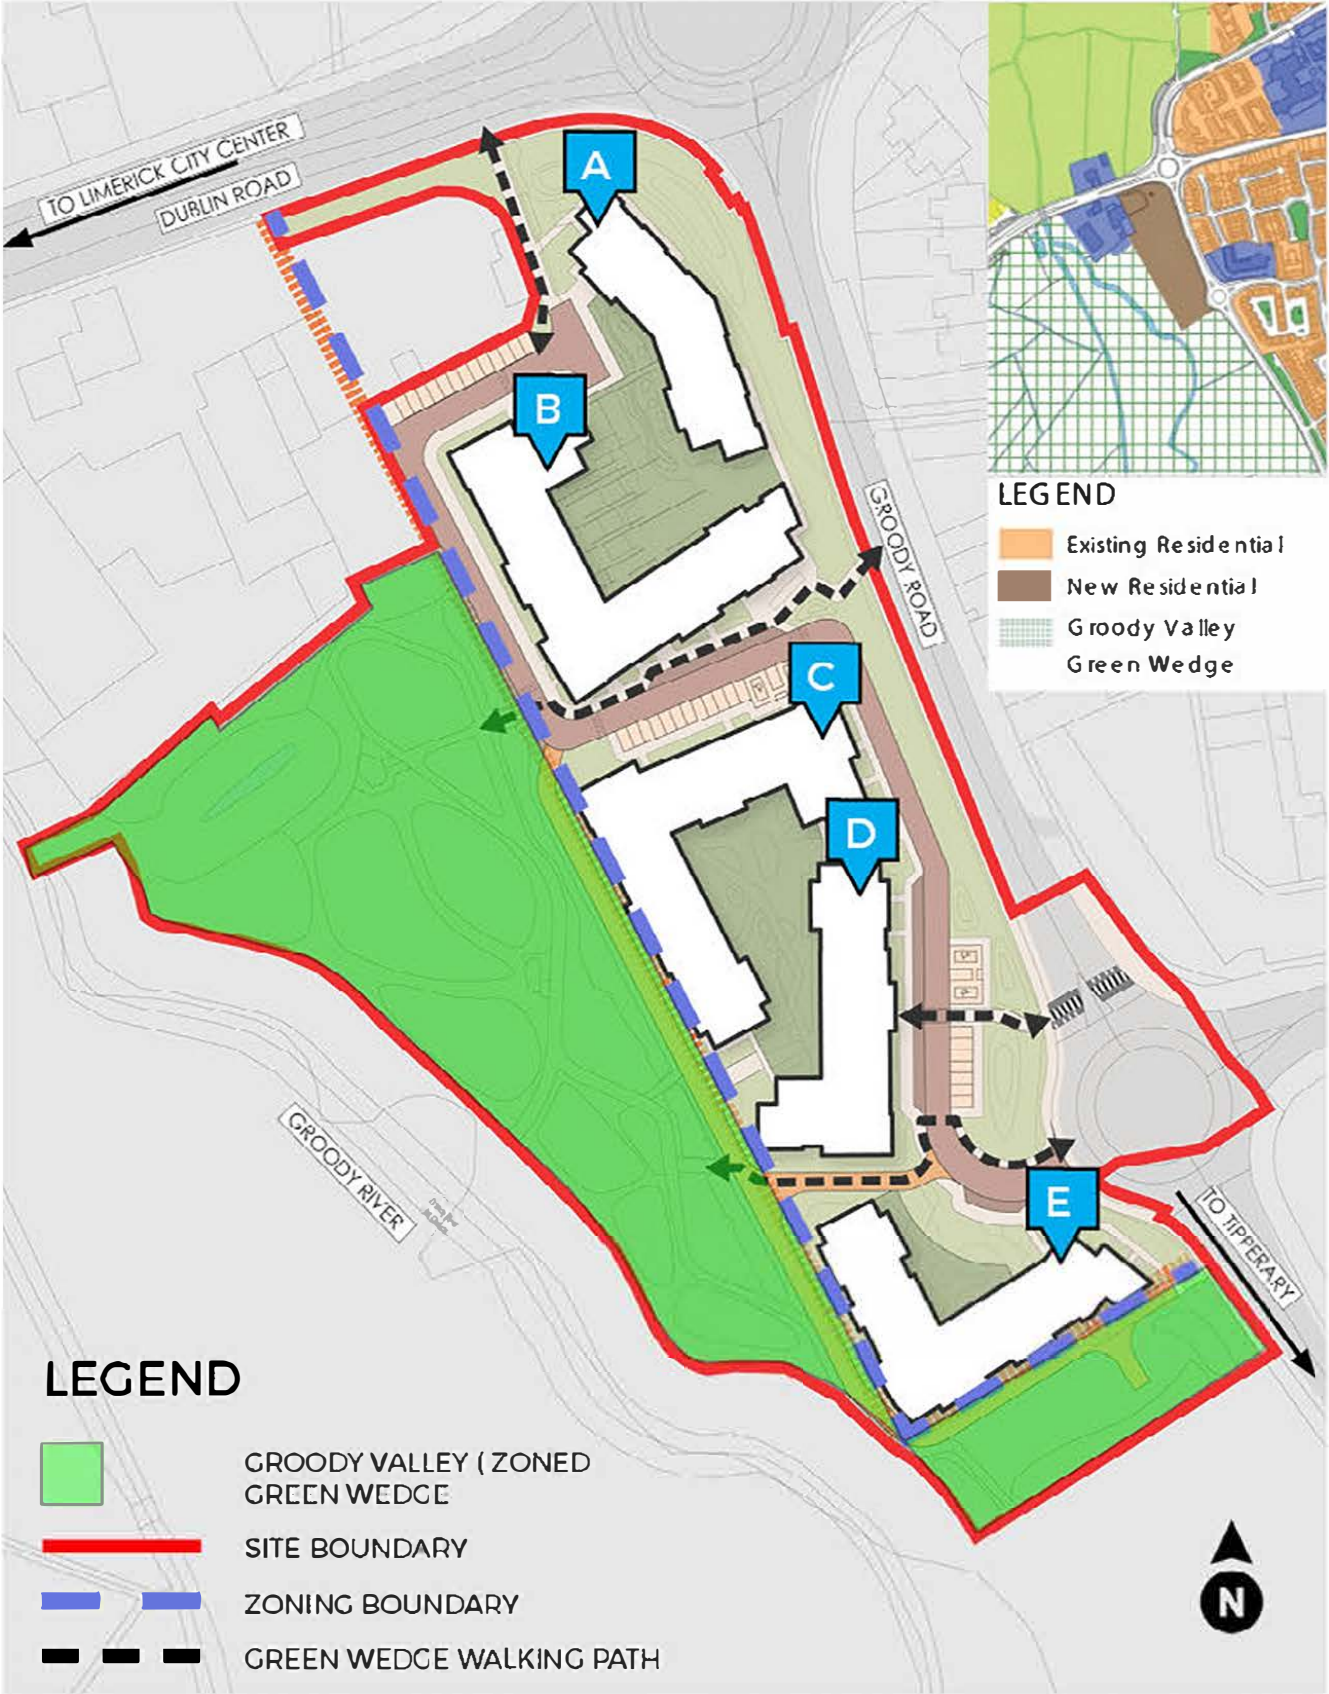 TO LIMERICK CITY CENTER
DUBLIN ROAD
A
B
GROODY ROAD
C
D
E
TO TIPPERARY
GROODY RIVER
LEGEND
Existing Residential
New Residential
Groody Valley
Green Wedge
LEGEND
GROODY VALLEY ( ZONED
GREEN WEDGE
SITE BOUNDARY
ZONING BOUNDARY
GREEN WEDGE WALKING PATH
N